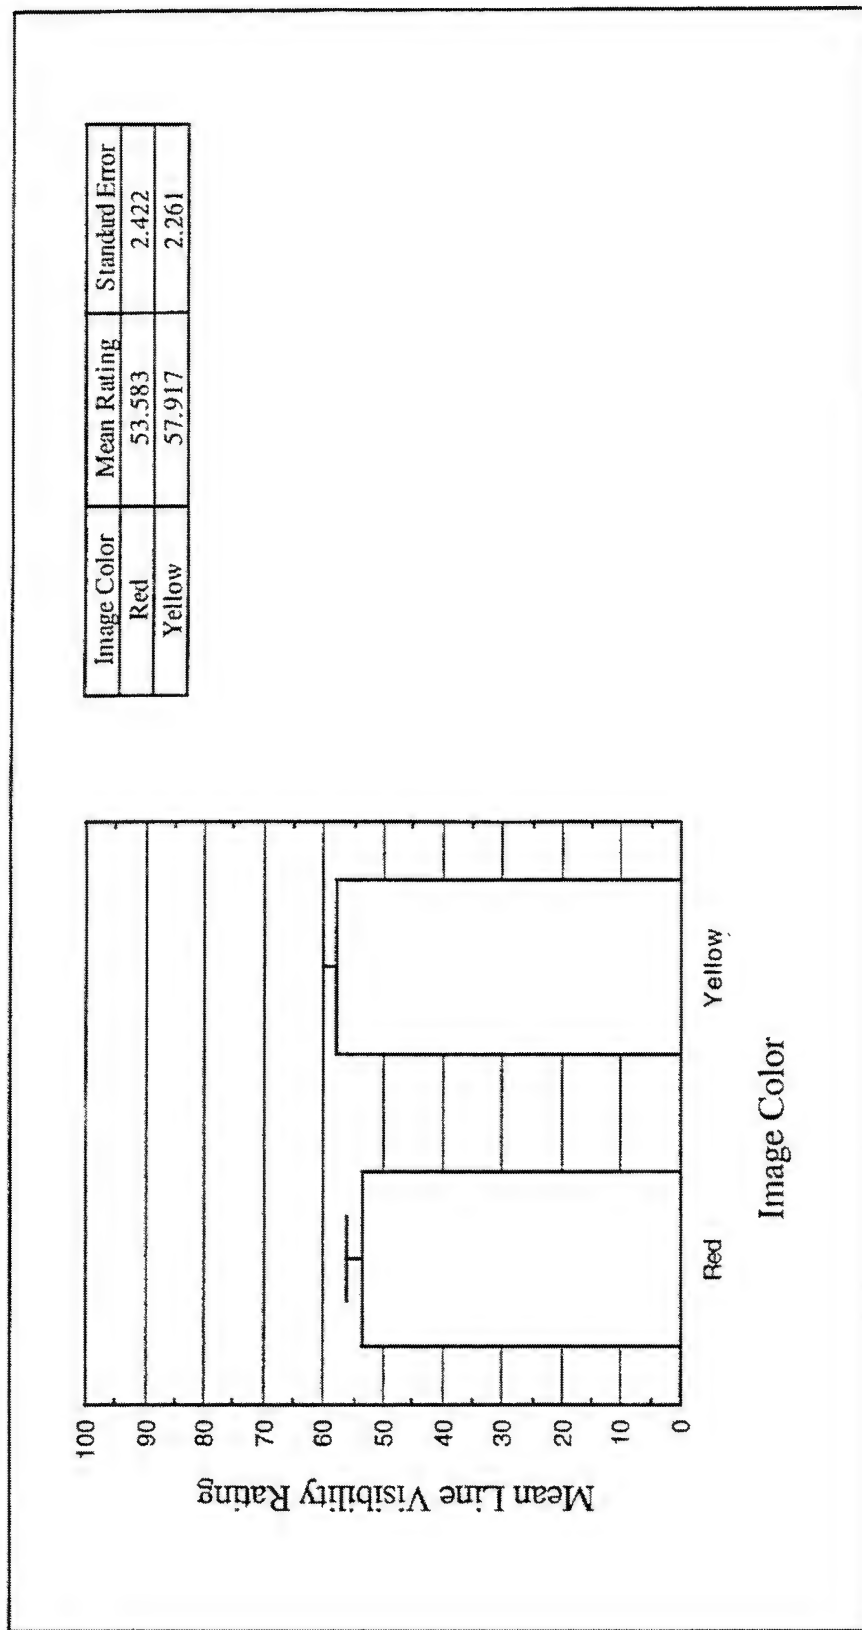 Image Color Mean Rating Standard Error
Red 53.583 2.422
Yellow 57.917 2.261
Mean Line Visibility Rating
100
90
80
70
60
50
40
30
20
10
0
Red Yellow
Image Color